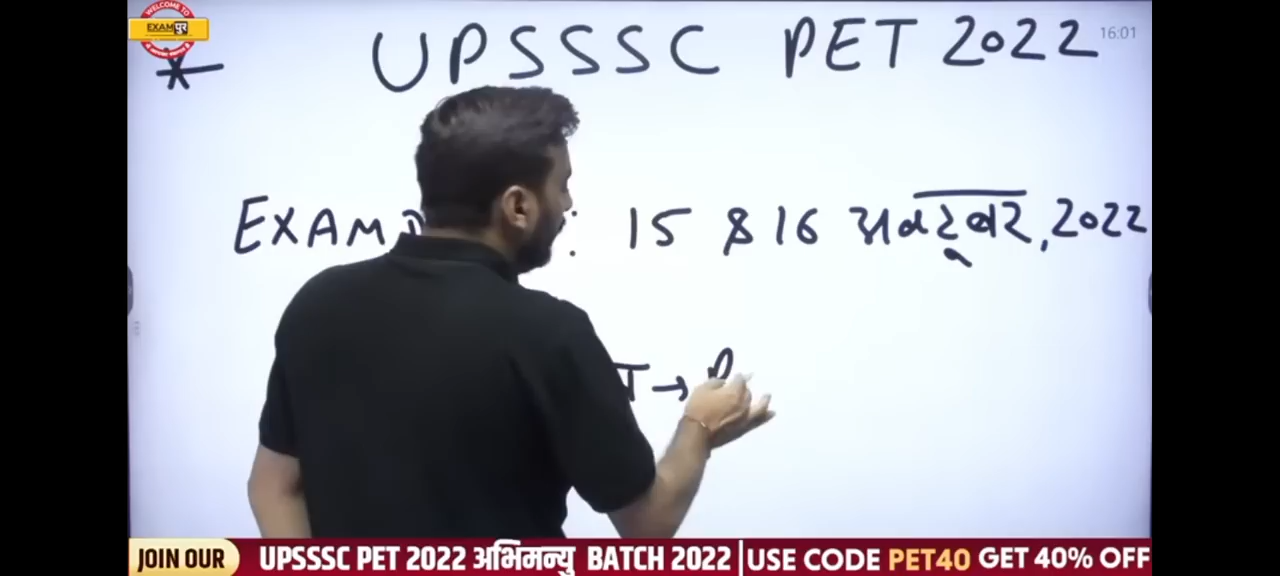 WELCOME TO
EXAMपुर
16:01
* UPSSSC PET 2022
EXAM : 15 & 16 अक्टूबर, 2022
→ P
JOIN OUR UPSSSC PET 2022 अभिमन्यु BATCH 2022 | USE CODE PET40 GET 40% OFF